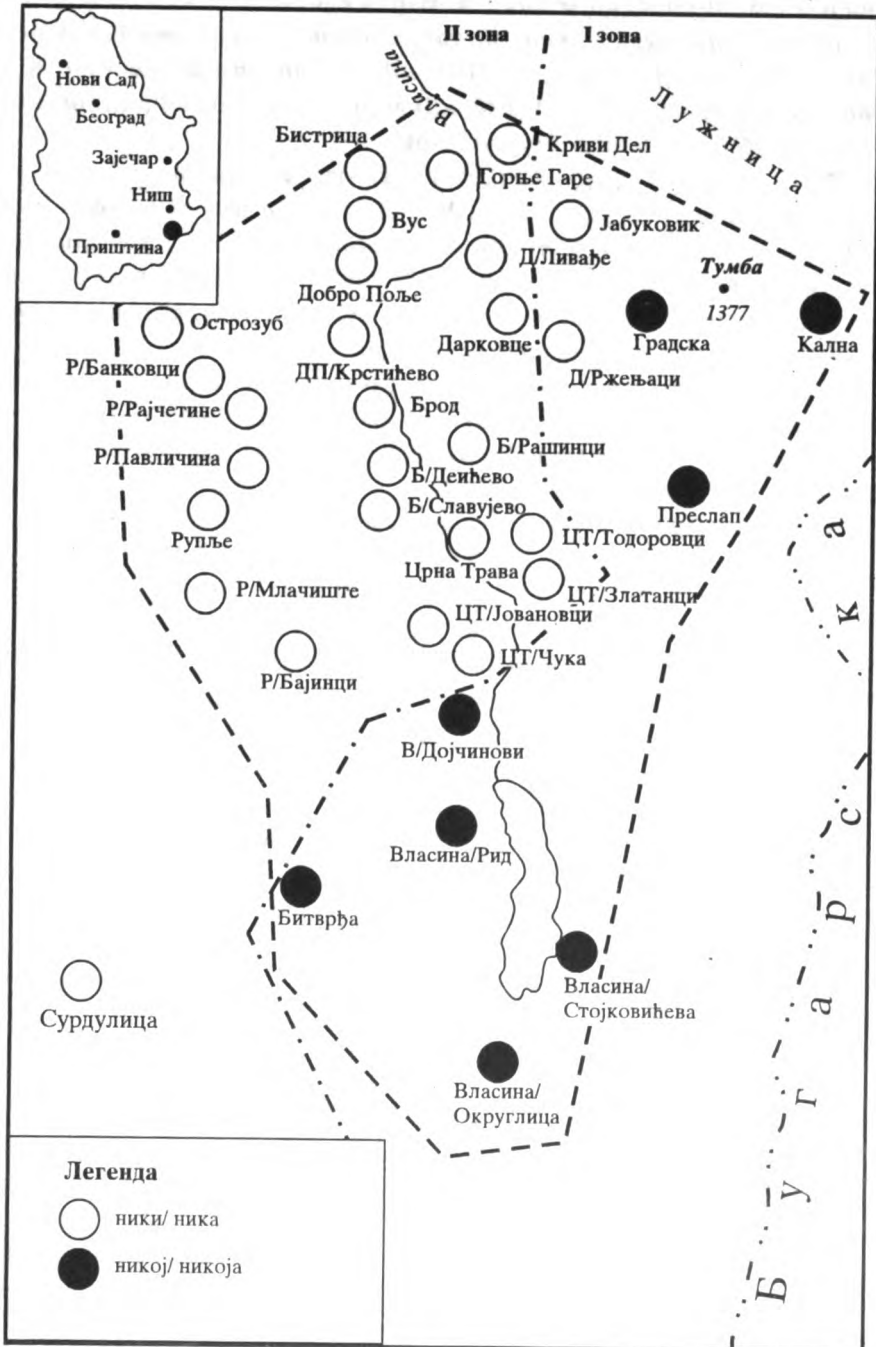 II зона
I зона
Нови Сад
Београд
Зајечар
Ниш
Приштина
Власина
Лужница
Бистрица
Криви Дел
Горње Гаре
Вус
Јабуковик
Д/Ливађе
Тумба
1377
Добро Поље
Острозуб
Дарковце
Градска
Кална
Р/Банковци
ДП/Крстићево
Д/Ржењаци
Р/Рајчетине
Брод
Б/Рашинци
Р/Павличина
Б/Деићево
Б/Славујево
Преслап
Рупље
ЦТ/Тодоровци
Црна Трава
Р/Млачиште
ЦТ/Златанци
ЦТ/Јовановци
ЦТ/Чука
Р/Бајинци
В/Дојчинови
Власина/Рид
Битврђа
Власина/
Стојковићева
Сурдулица
Власина/
Округлица
Бугарска
Легенда
ники/ ника
никој/ никоја